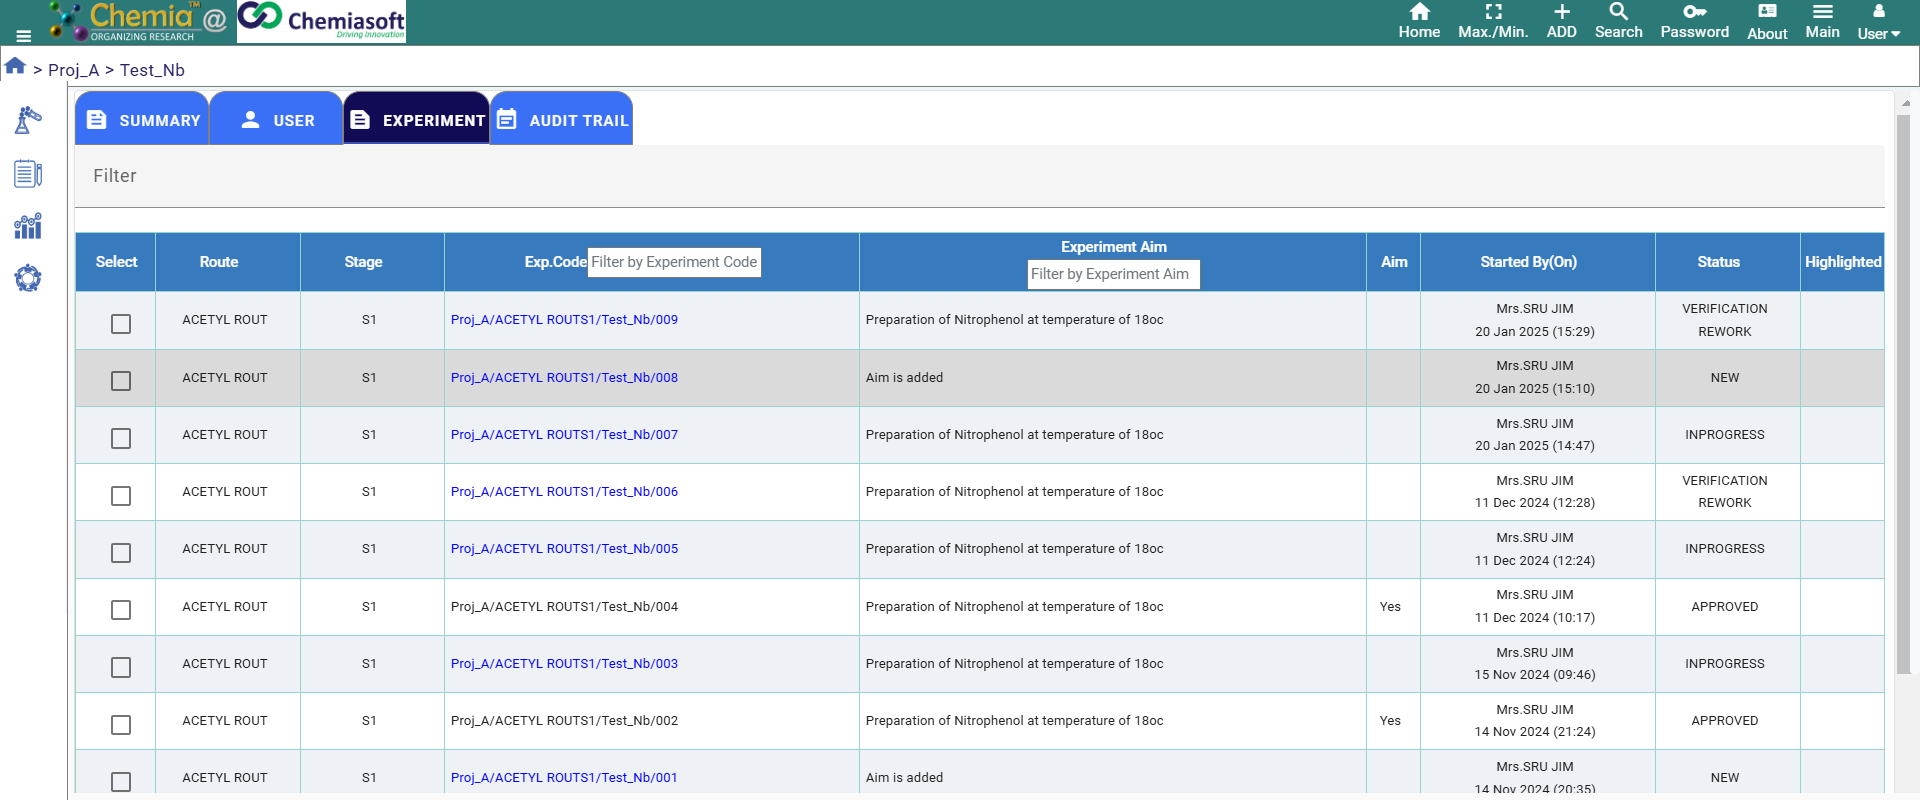 Chemia™ @
ORGANIZING RESEARCH
Chemiasoft
Driving Innovation
Home Max./Min. ADD Search Password About Main User
> Proj_A > Test_Nb
SUMMARY USER EXPERIMENT AUDIT TRAIL
Filter
Select Route Stage Exp.Code Filter by Experiment Code Experiment Aim Filter by Experiment Aim Aim Started By(On) Status Highlighted
ACETYL ROUT S1 Proj_A/ACETYL ROUTS1/Test_Nb/009 Preparation of Nitrophenol at temperature of 18oc Mrs.SRU JIM 20 Jan 2025 (15:29) VERIFICATION REWORK
ACETYL ROUT S1 Proj_A/ACETYL ROUTS1/Test_Nb/008 Aim is added Mrs.SRU JIM 20 Jan 2025 (15:10) NEW
ACETYL ROUT S1 Proj_A/ACETYL ROUTS1/Test_Nb/007 Preparation of Nitrophenol at temperature of 18oc Mrs.SRU JIM 20 Jan 2025 (14:47) INPROGRESS
ACETYL ROUT S1 Proj_A/ACETYL ROUTS1/Test_Nb/006 Preparation of Nitrophenol at temperature of 18oc Mrs.SRU JIM 11 Dec 2024 (12:28) VERIFICATION REWORK
ACETYL ROUT S1 Proj_A/ACETYL ROUTS1/Test_Nb/005 Preparation of Nitrophenol at temperature of 18oc Mrs.SRU JIM 11 Dec 2024 (12:24) INPROGRESS
ACETYL ROUT S1 Proj_A/ACETYL ROUTS1/Test_Nb/004 Preparation of Nitrophenol at temperature of 18oc Yes Mrs.SRU JIM 11 Dec 2024 (10:17) APPROVED
ACETYL ROUT S1 Proj_A/ACETYL ROUTS1/Test_Nb/003 Preparation of Nitrophenol at temperature of 18oc Mrs.SRU JIM 15 Nov 2024 (09:46) INPROGRESS
ACETYL ROUT S1 Proj_A/ACETYL ROUTS1/Test_Nb/002 Preparation of Nitrophenol at temperature of 18oc Yes Mrs.SRU JIM 14 Nov 2024 (21:24) APPROVED
ACETYL ROUT S1 Proj_A/ACETYL ROUTS1/Test_Nb/001 Aim is added Mrs.SRU JIM 14 Nov 2024 (20:35) NEW